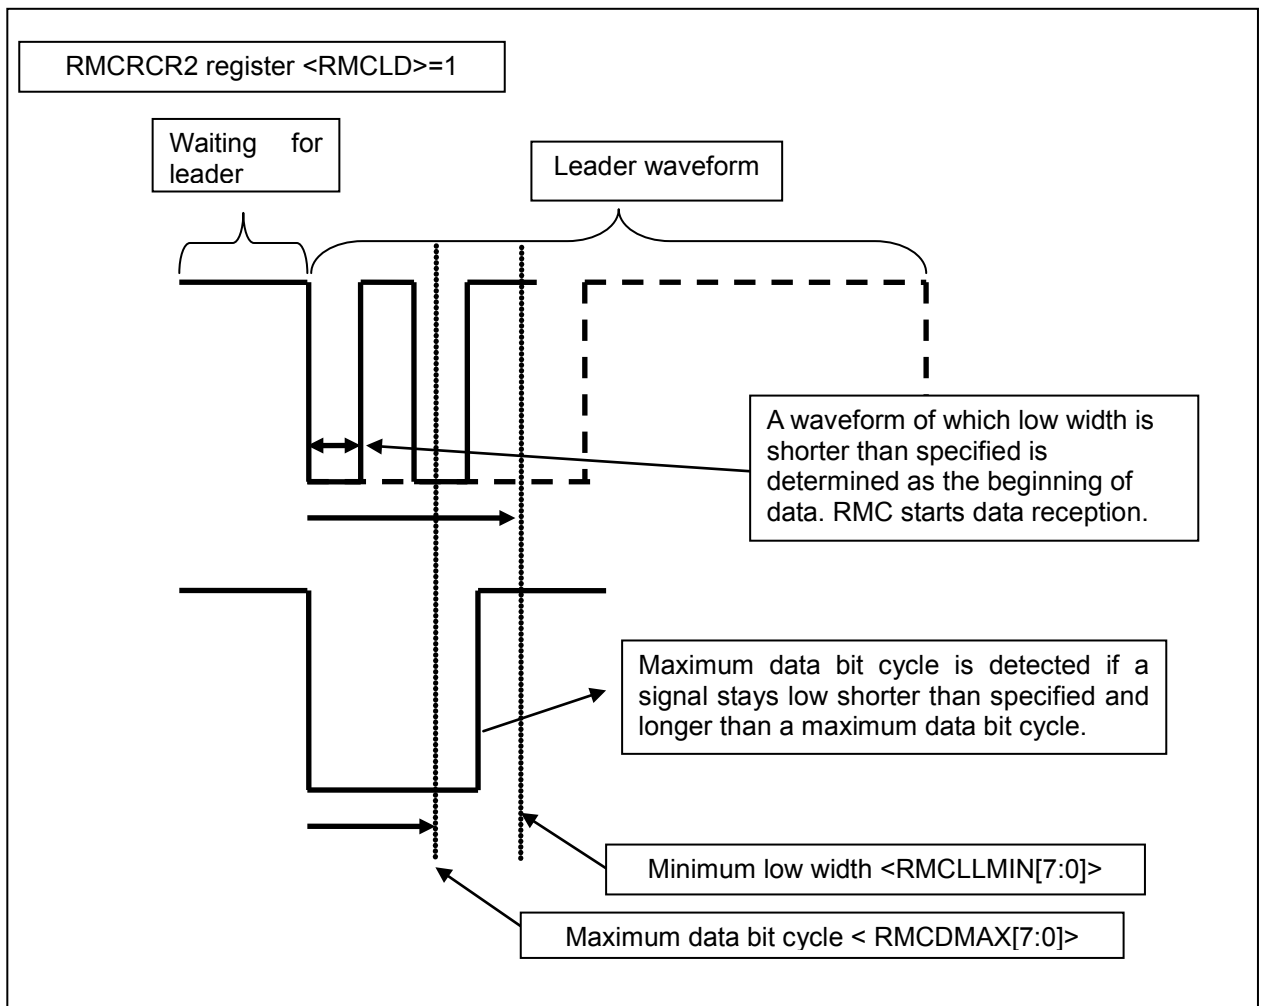 RMCRCR2 register <RMCLD>=1
Waiting for
leader
Leader waveform
A waveform of which low width is
shorter than specified is
determined as the beginning of
data. RMC starts data reception.
Maximum data bit cycle is detected if a
signal stays low shorter than specified and
longer than a maximum data bit cycle.
Minimum low width <RMCLLMIN[7:0]>
Maximum data bit cycle < RMCDMAX[7:0]>